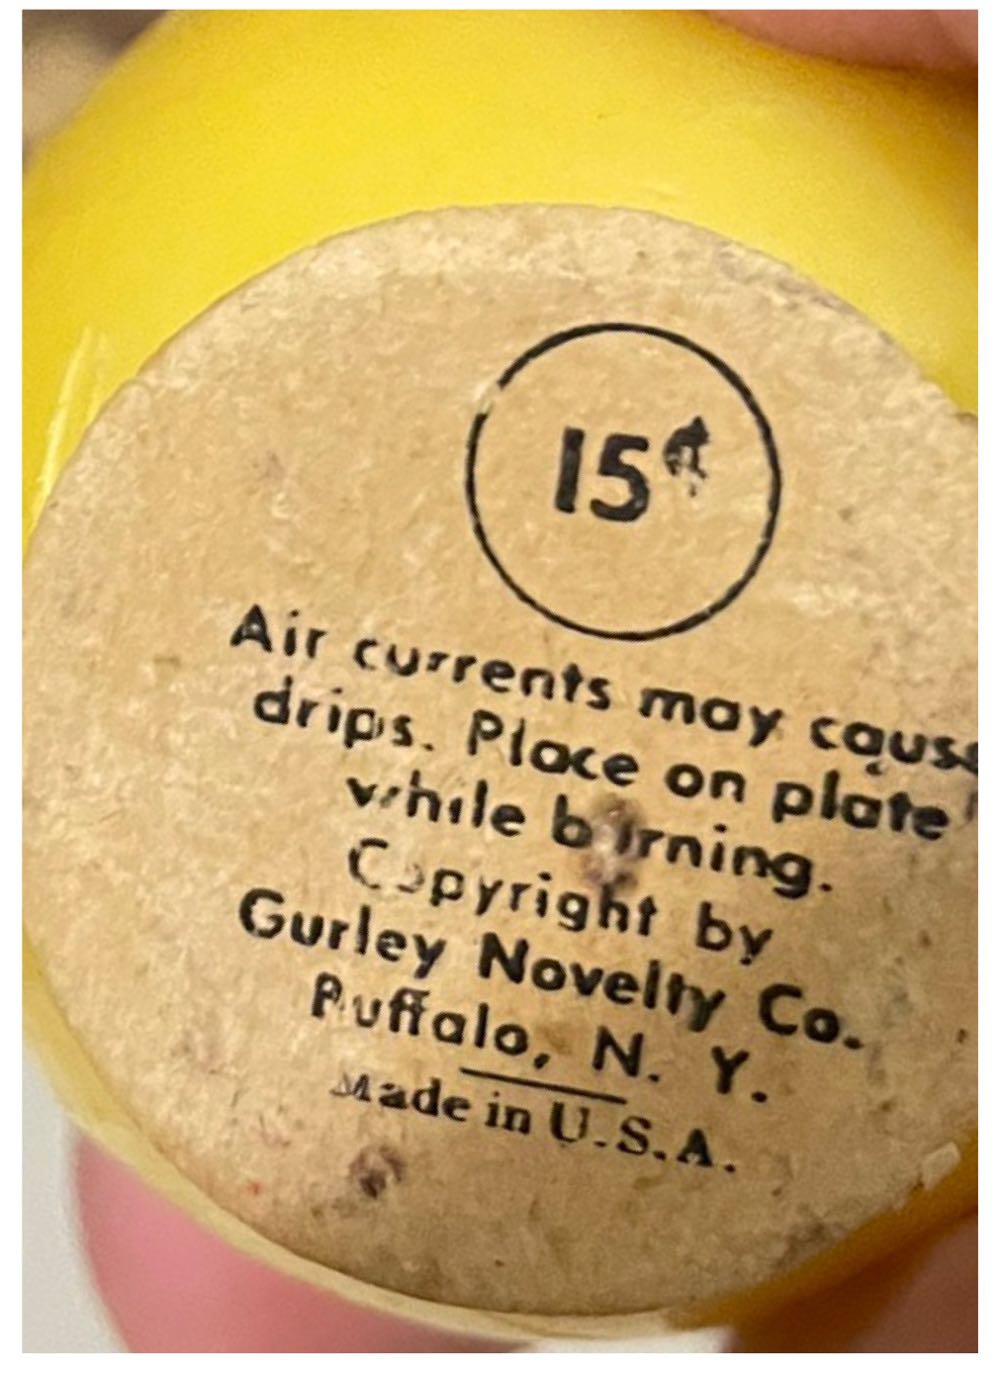 15¢
Air currents may cause
drips. Place on plate
while burning.
Copyright by
Gurley Novelty Co.
Buffalo, N. Y.
Made in U.S.A.